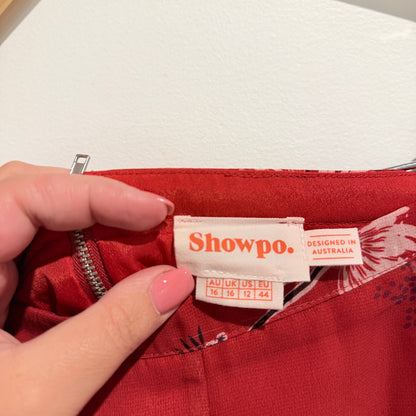 Showpo.
DESIGNED IN
AUSTRALIA
AU UK US EU
16 16 12 44